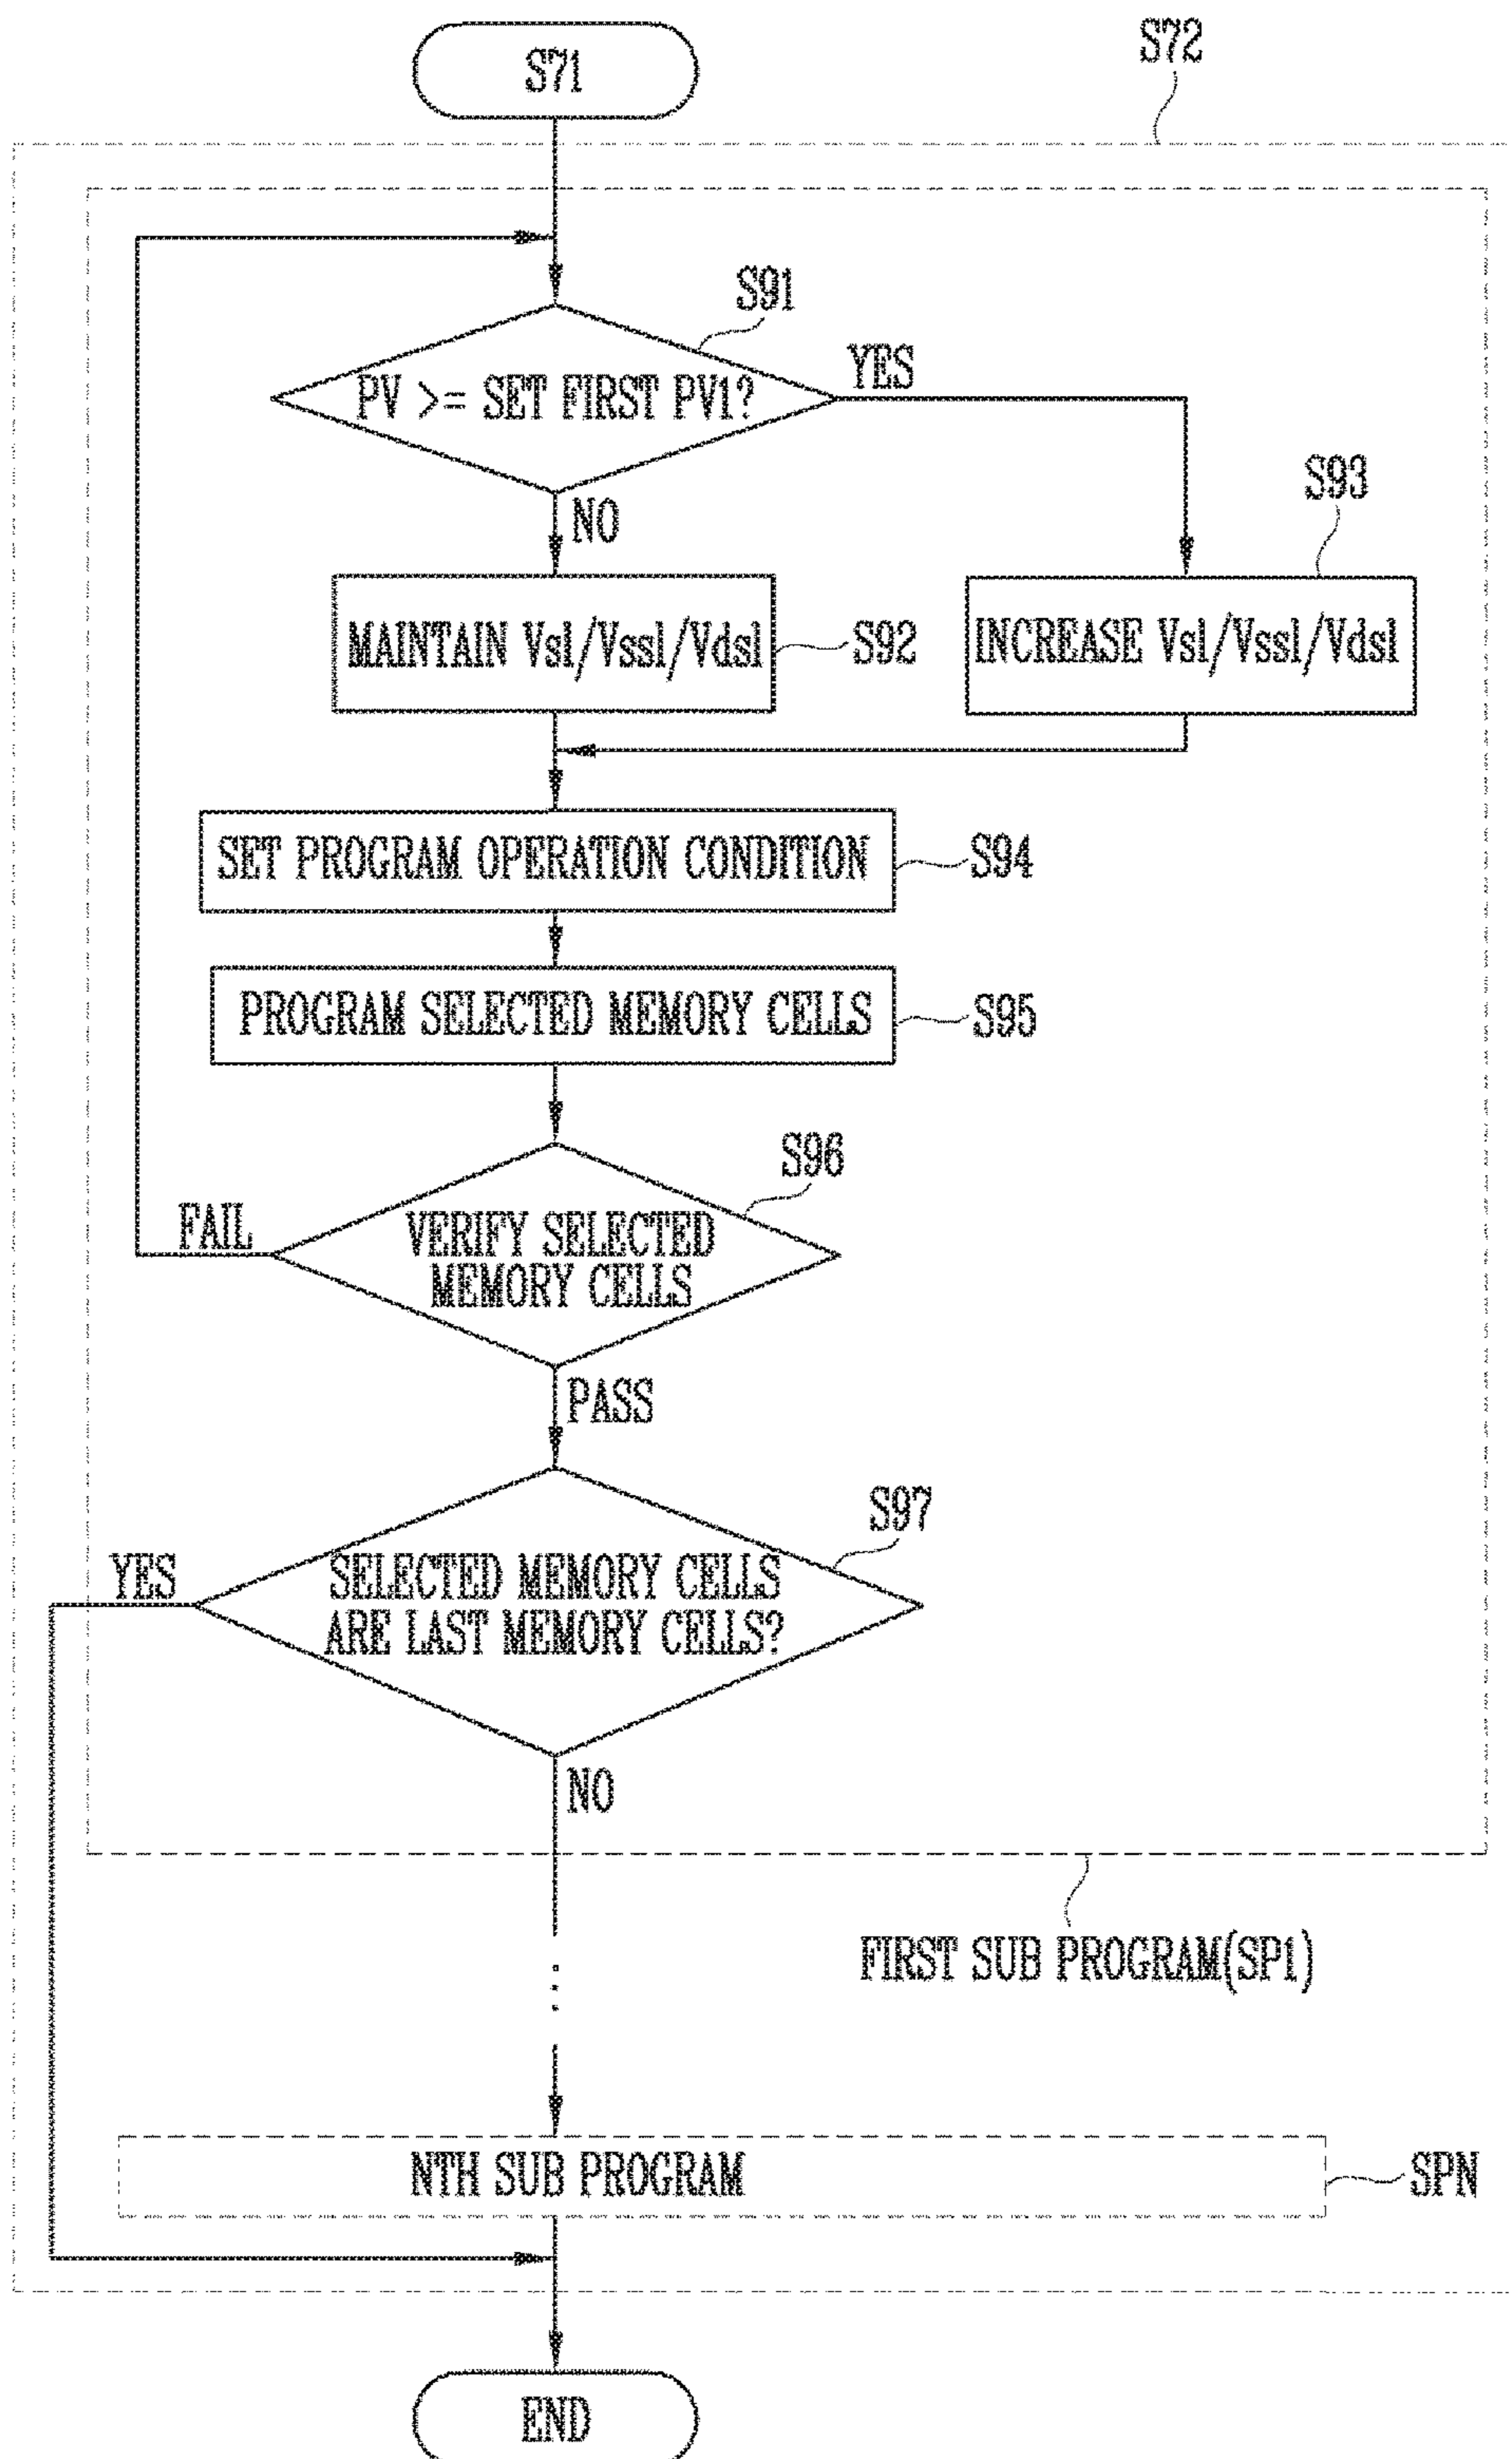 S71
S72
S91
PV >= SET FIRST PV1?
YES
NO
S93
MAINTAIN Vsl/Vssl/Vdsl
S92
INCREASE Vsl/Vssl/Vdsl
SET PROGRAM OPERATION CONDITION
S94
PROGRAM SELECTED MEMORY CELLS
S95
S96
FAIL
VERIFY SELECTED
MEMORY CELLS
PASS
S97
YES
SELECTED MEMORY CELLS
ARE LAST MEMORY CELLS?
NO
FIRST SUB PROGRAM(SP1)
NTH SUB PROGRAM
SPN
END